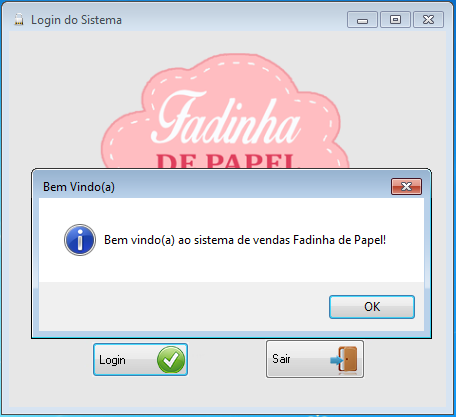 Login do Sistema
Fadinha
DE PAPEL
Bem Vindo(a)
Bem vindo(a) ao sistema de vendas Fadinha de Papel!
OK
Login
Sair